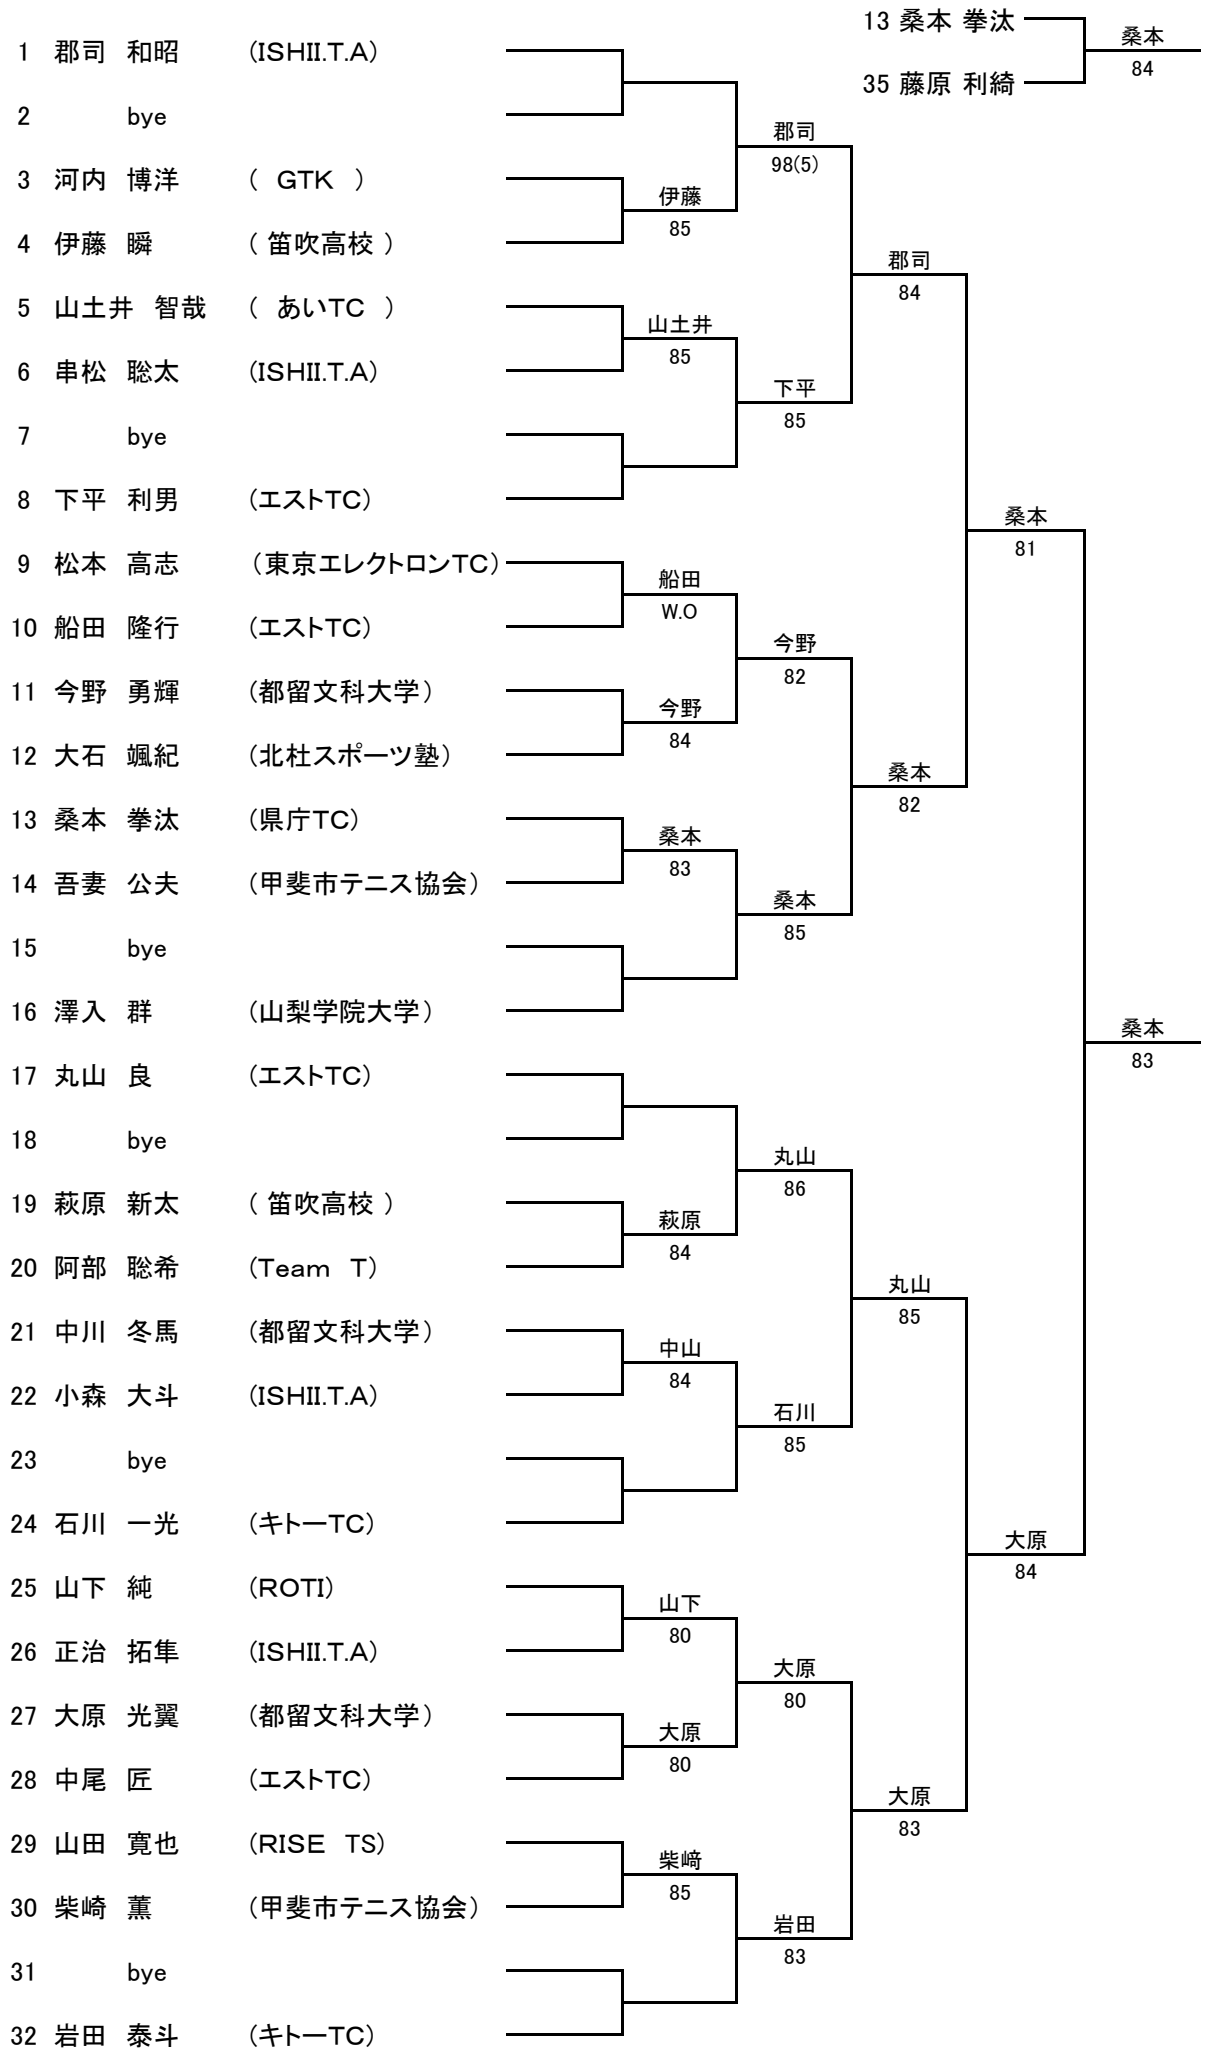 13 桑本 拳汰
桑本
84
35 藤原 利綺
1 郡司 和昭 (ISHII.T.A)
2 bye
郡司
98(5)
3 河内 博洋 ( GTK )
伊藤
85
4 伊藤 瞬 ( 笛吹高校 )
郡司
84
5 山土井 智哉 ( あいTC )
山土井
85
6 串松 聡太 (ISHII.T.A)
下平
85
7 bye
8 下平 利男 (エストTC)
桑本
81
9 松本 高志 (東京エレクトロンTC)
船田
W.O
10 船田 隆行 (エストTC)
今野
82
11 今野 勇輝 (都留文科大学)
今野
84
12 大石 颯紀 (北杜スポーツ塾)
桑本
82
13 桑本 拳汰 (県庁TC)
桑本
83
14 吾妻 公夫 (甲斐市テニス協会)
桑本
85
15 bye
16 澤入 群 (山梨学院大学)
桑本
83
17 丸山 良 (エストTC)
18 bye
丸山
86
19 萩原 新太 ( 笛吹高校 )
萩原
84
20 阿部 聡希 (Team T)
丸山
85
21 中川 冬馬 (都留文科大学)
中山
84
22 小森 大斗 (ISHII.T.A)
石川
85
23 bye
24 石川 一光 (キトーTC)
大原
84
25 山下 純 (ROTI)
山下
80
26 正治 拓隼 (ISHII.T.A)
大原
80
27 大原 光翼 (都留文科大学)
大原
80
28 中尾 匠 (エストTC)
大原
83
29 山田 寛也 (RISE TS)
柴﨑
85
30 柴崎 薫 (甲斐市テニス協会)
岩田
83
31 bye
32 岩田 泰斗 (キトーTC)